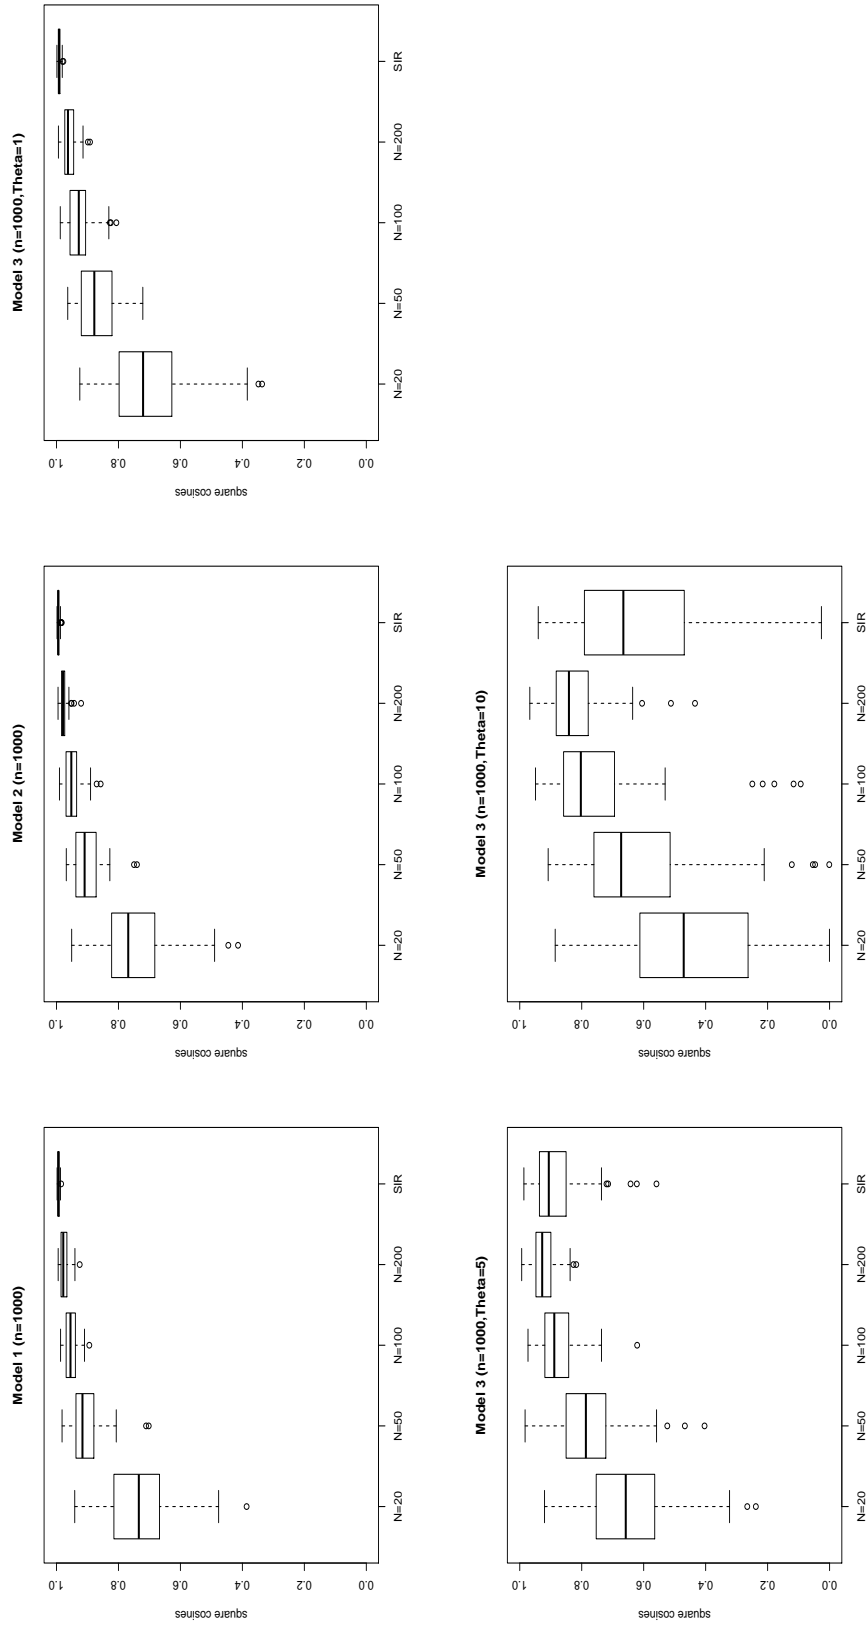 Model 1 (n=1000)
square cosines
1.0
0.8
0.6
0.4
0.2
0.0
N=20
N=50
N=100
N=200
SIR
Model 2 (n=1000)
square cosines
1.0
0.8
0.6
0.4
0.2
0.0
N=20
N=50
N=100
N=200
SIR
Model 3 (n=1000,Theta=1)
square cosines
1.0
0.8
0.6
0.4
0.2
0.0
N=20
N=50
N=100
N=200
SIR
Model 3 (n=1000,Theta=5)
square cosines
1.0
0.8
0.6
0.4
0.2
0.0
N=20
N=50
N=100
N=200
SIR
Model 3 (n=1000,Theta=10)
square cosines
1.0
0.8
0.6
0.4
0.2
0.0
N=20
N=50
N=100
N=200
SIR